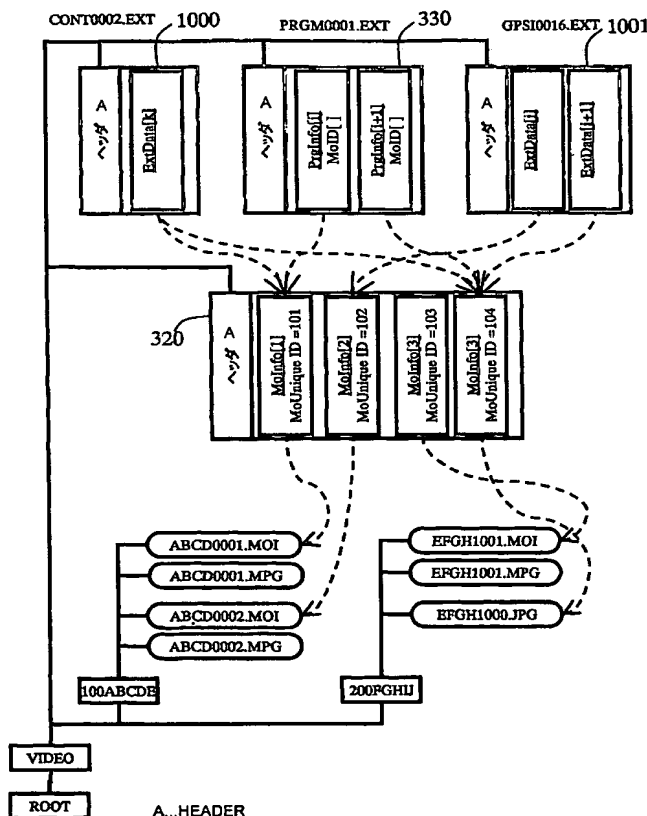 CONT0002.EXT 1000
PRGM0001.EXT 330
GPSI0016.EXT 1001
A
ヘッダ
ExtData[k]
A
ヘッダ
PrgInfo[i]
MoID[ ]
PrgInfo[i+1]
MoID[ ]
A
ヘッダ
ExtData[j]
ExtData[j+1]
320
A
ヘッダ
MoInfo[1]
MoUnique ID =101
MoInfo[2]
MoUnique ID =102
MoInfo[3]
MoUnique ID =103
MoInfo[3]
MoUnique ID =104
ABCD0001.MOI
ABCD0001.MPG
ABCD0002.MOI
ABCD0002.MPG
100ABCDE
EFGH1001.MOI
EFGH1001.MPG
EFGH1000.JPG
200FGHIJ
VIDEO
ROOT
A...HEADER